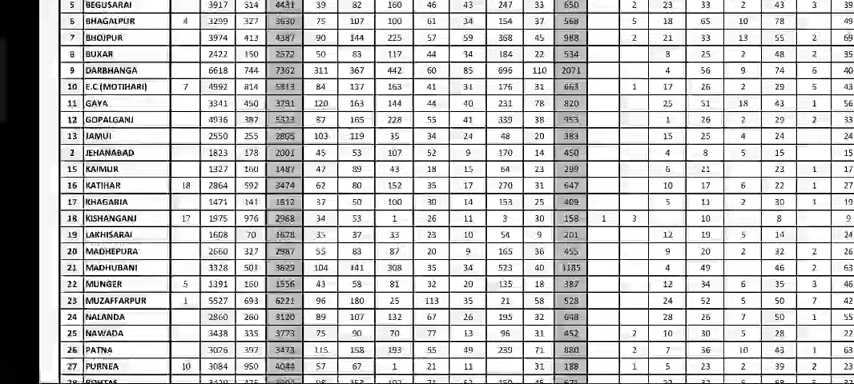 5 BEGUSARAI 3917 514 4431 39 82 160 46 43 247 33 650 2 23 33 2 43 3
6 BHAGALPUR 4 3299 327 3630 75 107 100 61 34 154 37 568 5 18 65 10 78
7 BHOJPUR 3974 413 4387 90 144 225 57 59 368 45 988 2 21 33 13 55 2 69
8 BUXAR 2422 150 2572 50 83 117 44 34 184 22 534 8 25 2 48 2 35
9 DARBHANGA 6618 744 7362 311 367 442 60 85 696 110 2071 4 56 9 74 6 40
10 E.C.(MOTIHARI) 7 4992 814 5813 84 137 163 41 31 176 31 663 1 17 26 2 29 5 43
11 GAYA 3341 450 3791 120 163 144 44 40 231 78 820 25 51 18 43 1 56
12 GOPALGANJ 4936 387 5323 87 165 228 55 41 339 38 953 1 26 2 29 2 33
13 JAMUI 2550 255 2805 103 119 35 34 24 48 20 383 15 25 4 24 24
2 JEHANABAD 1823 178 2001 45 53 107 52 9 170 14 450 4 8 5 15 15
15 KAIMUR 1327 160 1487 47 89 43 18 15 64 23 299 6 21 23 1 17
16 KATIHAR 18 2864 592 3474 62 80 152 35 17 270 31 647 10 17 6 22 1 27
17 KHAGARIA 1471 141 1612 37 50 100 30 14 153 25 409 5 11 2 30 1 19
18 KISHANGANJ 17 1975 976 2968 34 53 1 26 11 3 30 158 1 3 10 8 9
19 LAKHISARAI 1608 70 1678 35 37 33 23 10 54 9 201 12 19 5 14 24
20 MADHEPURA 2660 327 2987 55 83 87 20 9 165 36 455 9 20 2 32 2 26
21 MADHUBANI 3328 501 3829 104 141 308 35 34 523 40 1185 4 49 46 2 63
22 MUNGER 5 1391 160 1556 43 58 81 32 20 135 18 387 12 34 6 35 3 46
23 MUZAFFARPUR 1 5527 693 6221 96 180 25 113 35 21 58 528 24 52 5 50 7 42
24 NALANDA 2860 260 3120 89 107 132 67 26 195 32 648 28 26 7 50 1 55
25 NAWADA 3438 335 3773 75 90 70 77 13 96 31 452 2 10 30 5 28 22
26 PATNA 3076 397 3473 115 158 193 55 49 239 71 880 2 7 36 10 43 1 63
27 PURNEA 10 3084 950 4044 57 67 1 21 11 31 188 1 5 23 2 39 2 23